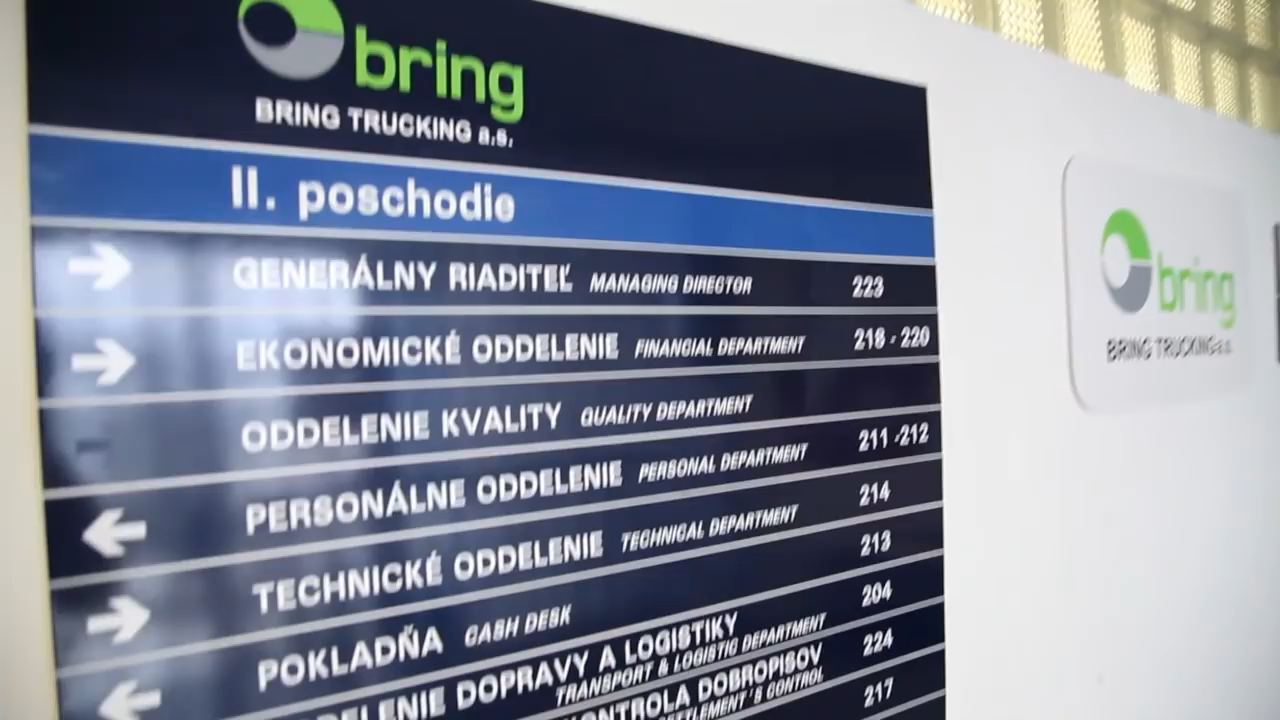 bring
BRING TRUCKING a.s.
II. poschodie
GENERÁLNY RIADITEĽ MANAGING DIRECTOR 223
EKONOMICKÉ ODDELENIE FINANCIAL DEPARTMENT 218 - 220
ODDELENIE KVALITY QUALITY DEPARTMENT
PERSONÁLNE ODDELENIE PERSONAL DEPARTMENT 211 -212
TECHNICKÉ ODDELENIE TECHNICAL DEPARTMENT 214
POKLADŇA CASH DESK 213
DOPRAVY A LOGISTIKY 204
TRANSPORT & LOGISTIC DEPARTMENT
KONTROLA DOBROPISOV 224
CONTROL
217
bring
BRING TRUCKING a.s.